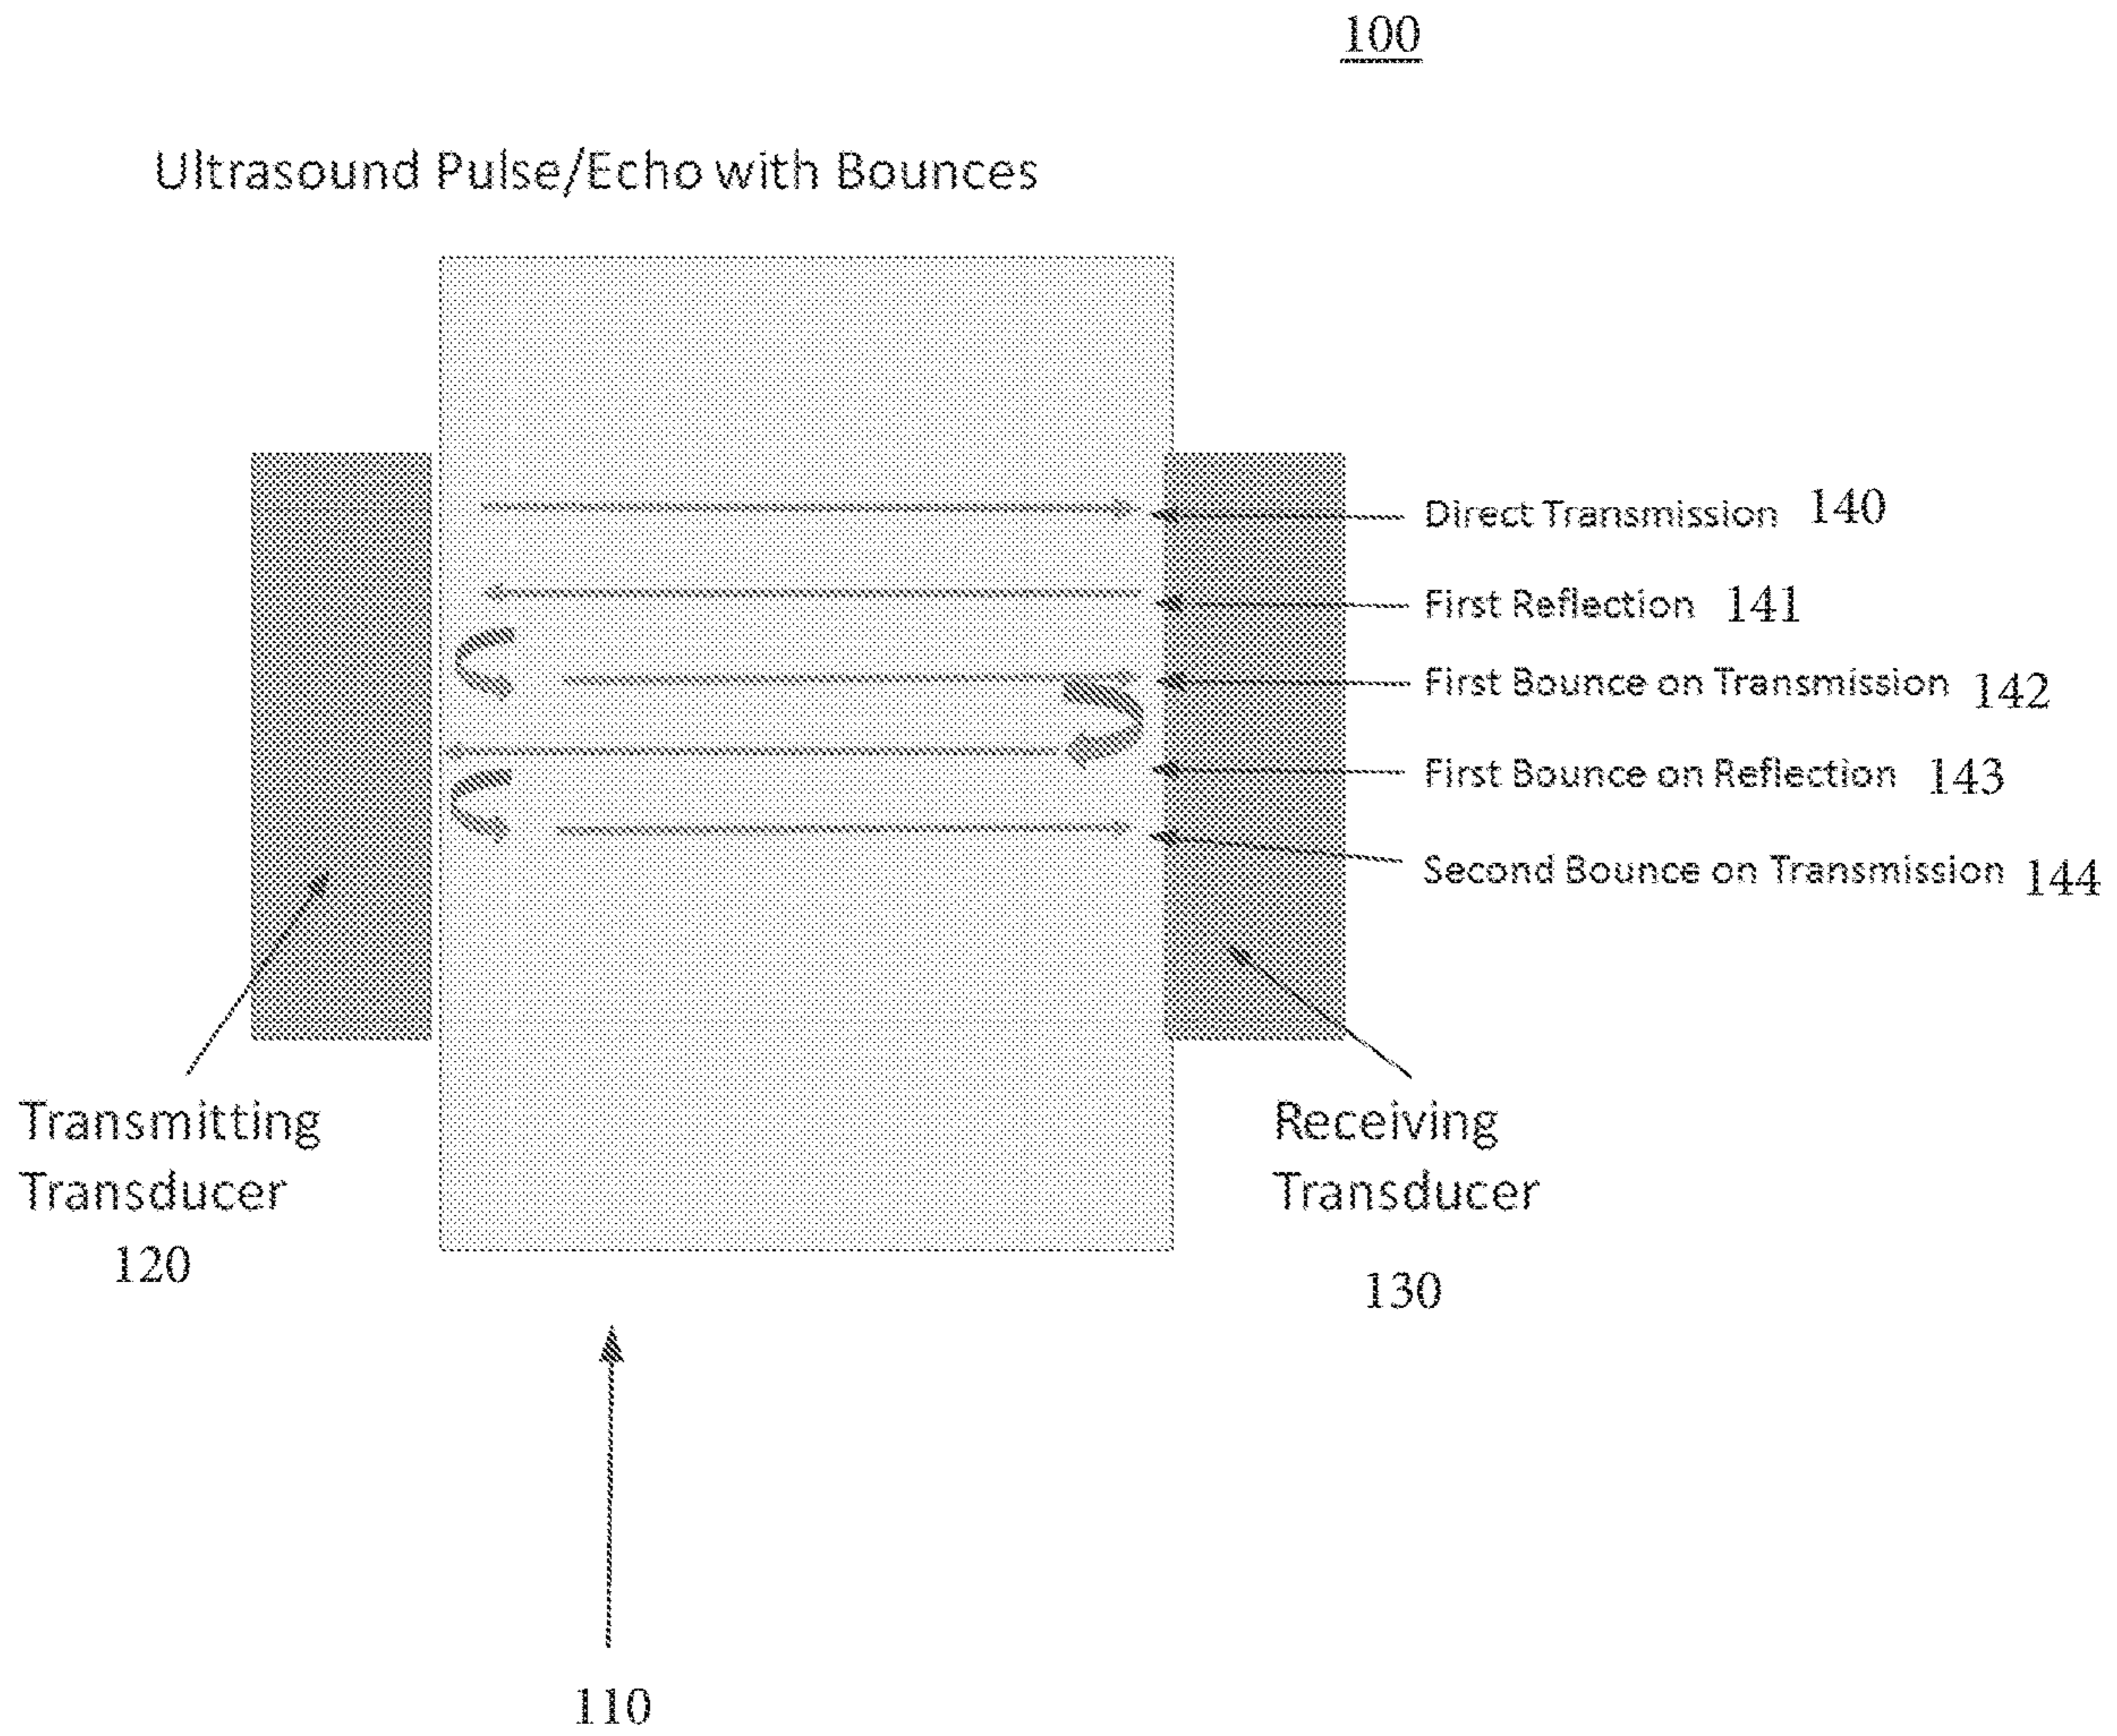 100
Ultrasound Pulse/Echo with Bounces
Direct Transmission 140
First Reflection 141
First Bounce on Transmission 142
First Bounce on Reflection 143
Second Bounce on Transmission 144
Transmitting
Transducer
120
Receiving
Transducer
130
110